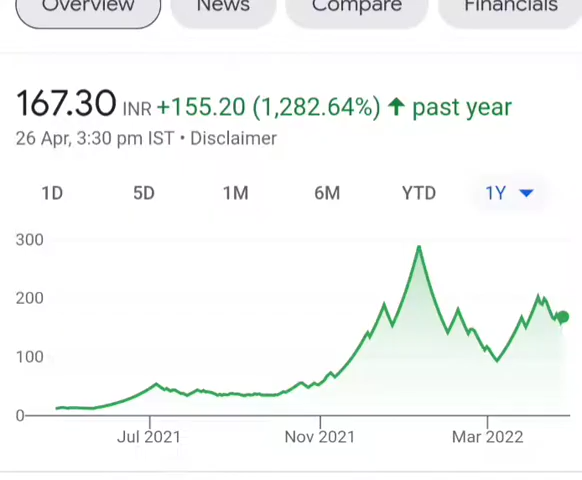 Overview News Compare Financials
167.30 INR +155.20 (1,282.64%) ↑ past year
26 Apr, 3:30 pm IST • Disclaimer
1D 5D 1M 6M YTD 1Y
300
200
100
0
Jul 2021 Nov 2021 Mar 2022